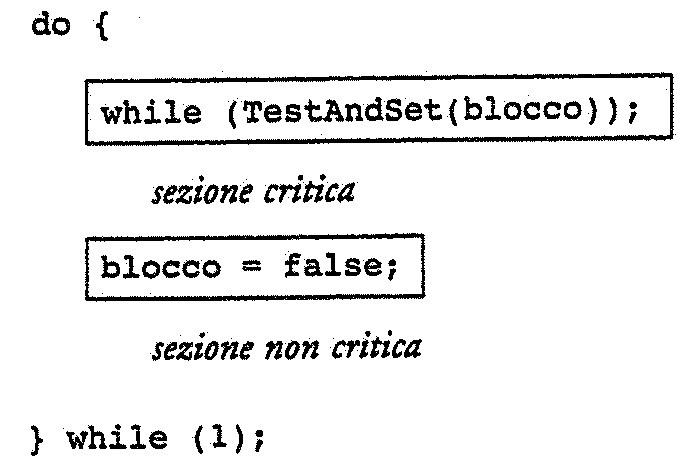 do {
while (TestAndSet(blocco));
sezione critica
blocco = false;
sezione non critica
} while (1);